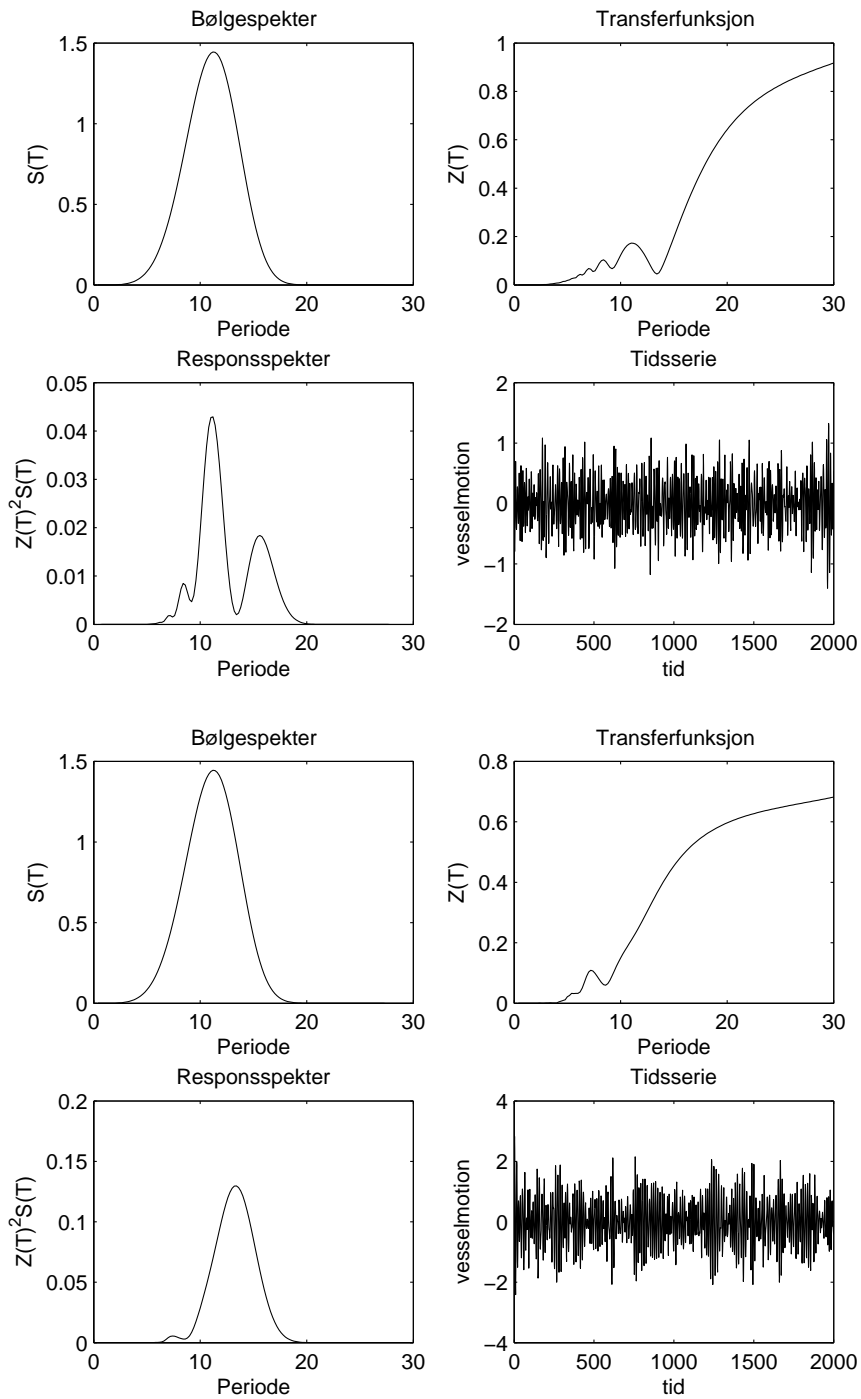 Bølgespekter
S(T)
1.5
1
0.5
0
0 10 20 30
Periode
Transferfunksjon
Z(T)
1
0.8
0.6
0.4
0.2
0
0 10 20 30
Periode
Responsspekter
Z(T)²S(T)
0.05
0.04
0.03
0.02
0.01
0
0 10 20 30
Periode
Tidsserie
vesselmotion
2
1
0
−1
−2
0 500 1000 1500 2000
tid
Bølgespekter
S(T)
1.5
1
0.5
0
0 10 20 30
Periode
Transferfunksjon
Z(T)
0.8
0.6
0.4
0.2
0
0 10 20 30
Periode
Responsspekter
Z(T)²S(T)
0.2
0.15
0.1
0.05
0
0 10 20 30
Periode
Tidsserie
vesselmotion
4
2
0
−2
−4
0 500 1000 1500 2000
tid